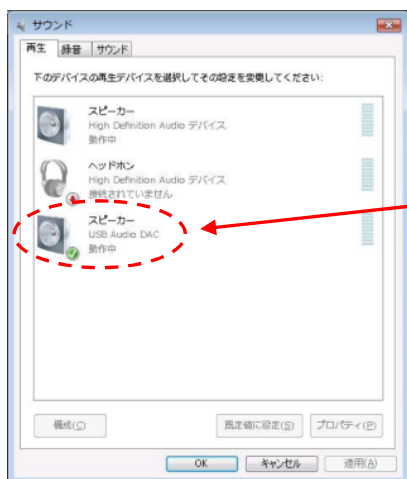 サウンド
再生 録音 サウンド
下のデバイスの再生デバイスを選択してその設定を変更してください:
スピーカー
High Definition Audio デバイス
動作中
ヘッドホン
High Definition Audio デバイス
接続されていません
スピーカー
USB Audio DAC
動作中
構成(C) 既定値に設定(S) プロパティ(P)
OK キャンセル 適用(A)